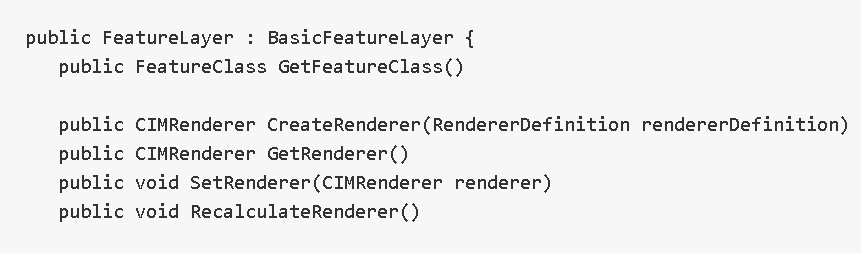 public FeatureLayer : BasicFeatureLayer {
public FeatureClass GetFeatureClass()
public CIMRenderer CreateRenderer(RendererDefinition rendererDefinition)
public CIMRenderer GetRenderer()
public void SetRenderer(CIMRenderer renderer)
public void RecalculateRenderer()